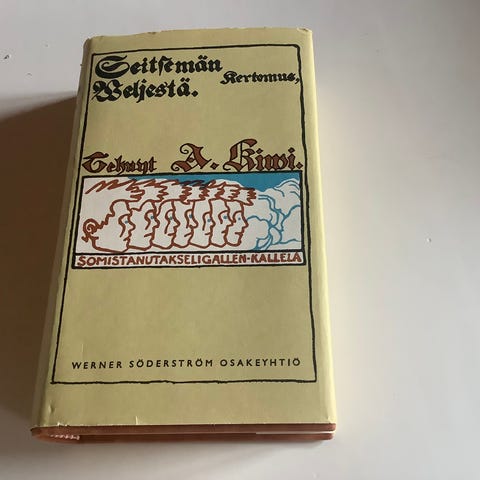 Seitsemän
Weljestä.
Kertomus,
Tehnyt A. Kiwi.
SOMISTANUT AKSELI GALLEN-KALLELA
WERNER SÖDERSTRÖM OSAKEYHTIÖ